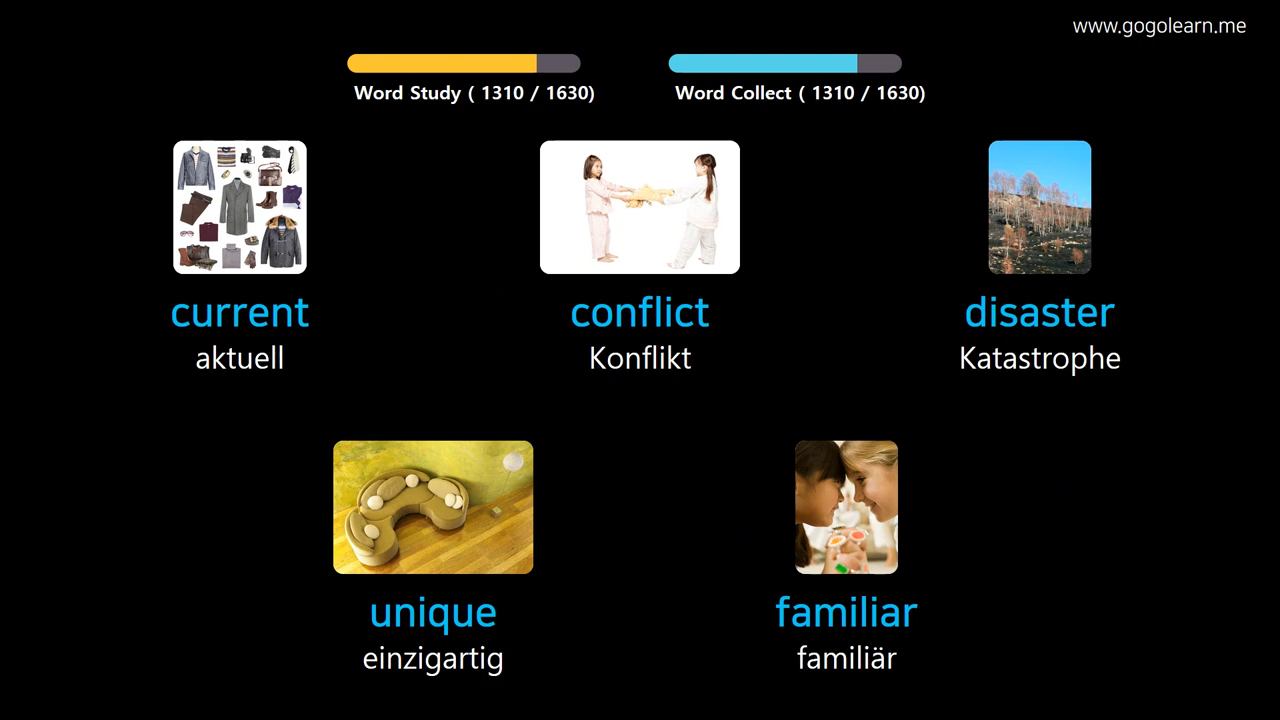 www.gogolearn.me
Word Study ( 1310 / 1630)
Word Collect ( 1310 / 1630)
current
aktuell
conflict
Konflikt
disaster
Katastrophe
unique
einzigartig
familiar
familiär